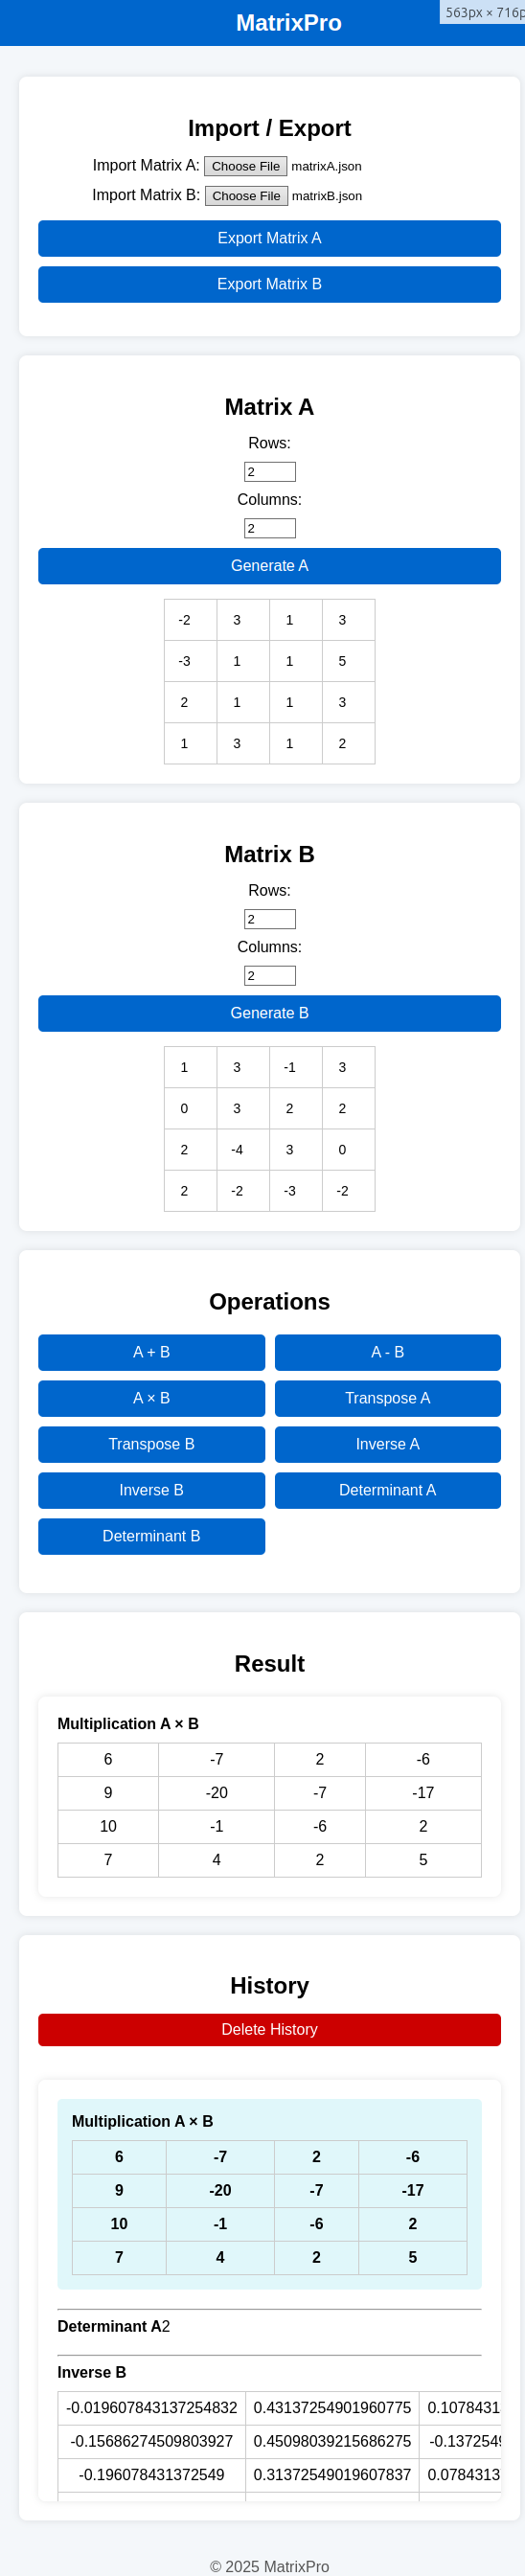 MatrixPro
563px × 716p
Import / Export
Import Matrix A: Choose File matrixA.json
Import Matrix B: Choose File matrixB.json
Export Matrix A
Export Matrix B
Matrix A
Rows:
2
Columns:
2
Generate A
-2 3 1 3
-3 1 1 5
2 1 1 3
1 3 1 2
Matrix B
Rows:
2
Columns:
2
Generate B
1 3 -1 3
0 3 2 2
2 -4 3 0
2 -2 -3 -2
Operations
A + B A - B
A × B Transpose A
Transpose B Inverse A
Inverse B Determinant A
Determinant B
Result
Multiplication A × B
6 -7 2 -6
9 -20 -7 -17
10 -1 -6 2
7 4 2 5
History
Delete History
Multiplication A × B
6 -7 2 -6
9 -20 -7 -17
10 -1 -6 2
7 4 2 5
Determinant A2
Inverse B
-0.019607843137254832 0.43137254901960775 0.1078431
-0.15686274509803927 0.45098039215686275 -0.137254
-0.196078431372549 0.31372549019607837 0.0784313
© 2025 MatrixPro